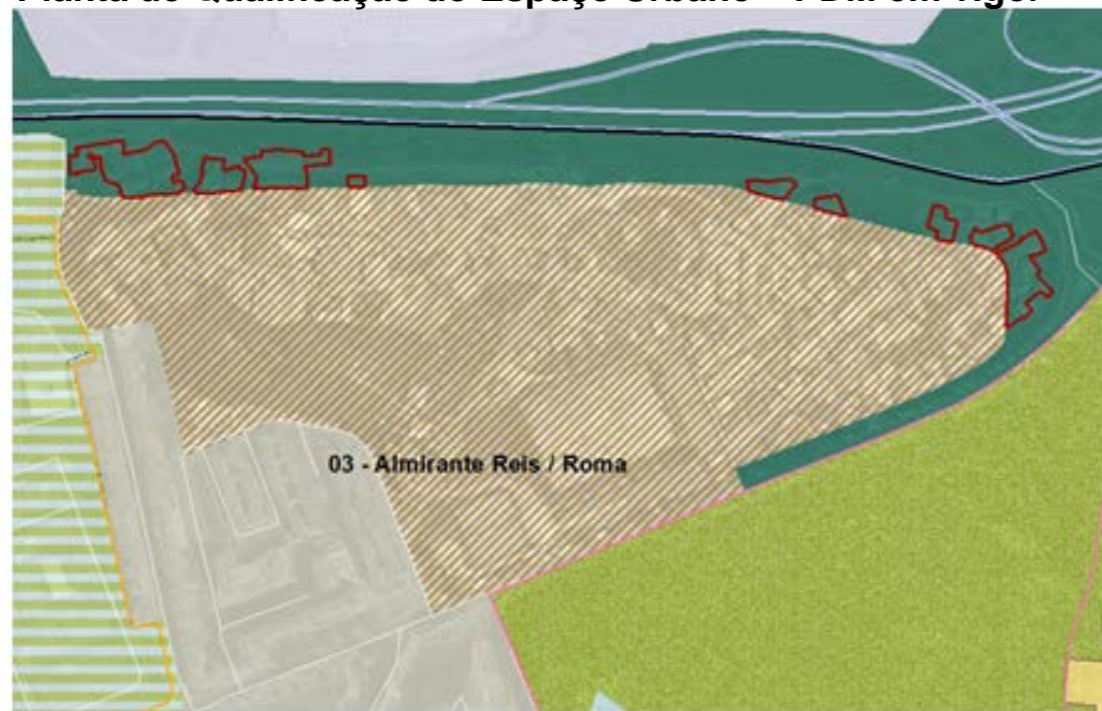 Planta de Qualificação do Espaço Urbano - PDM em vigor
03 - Almirante Reis / Roma